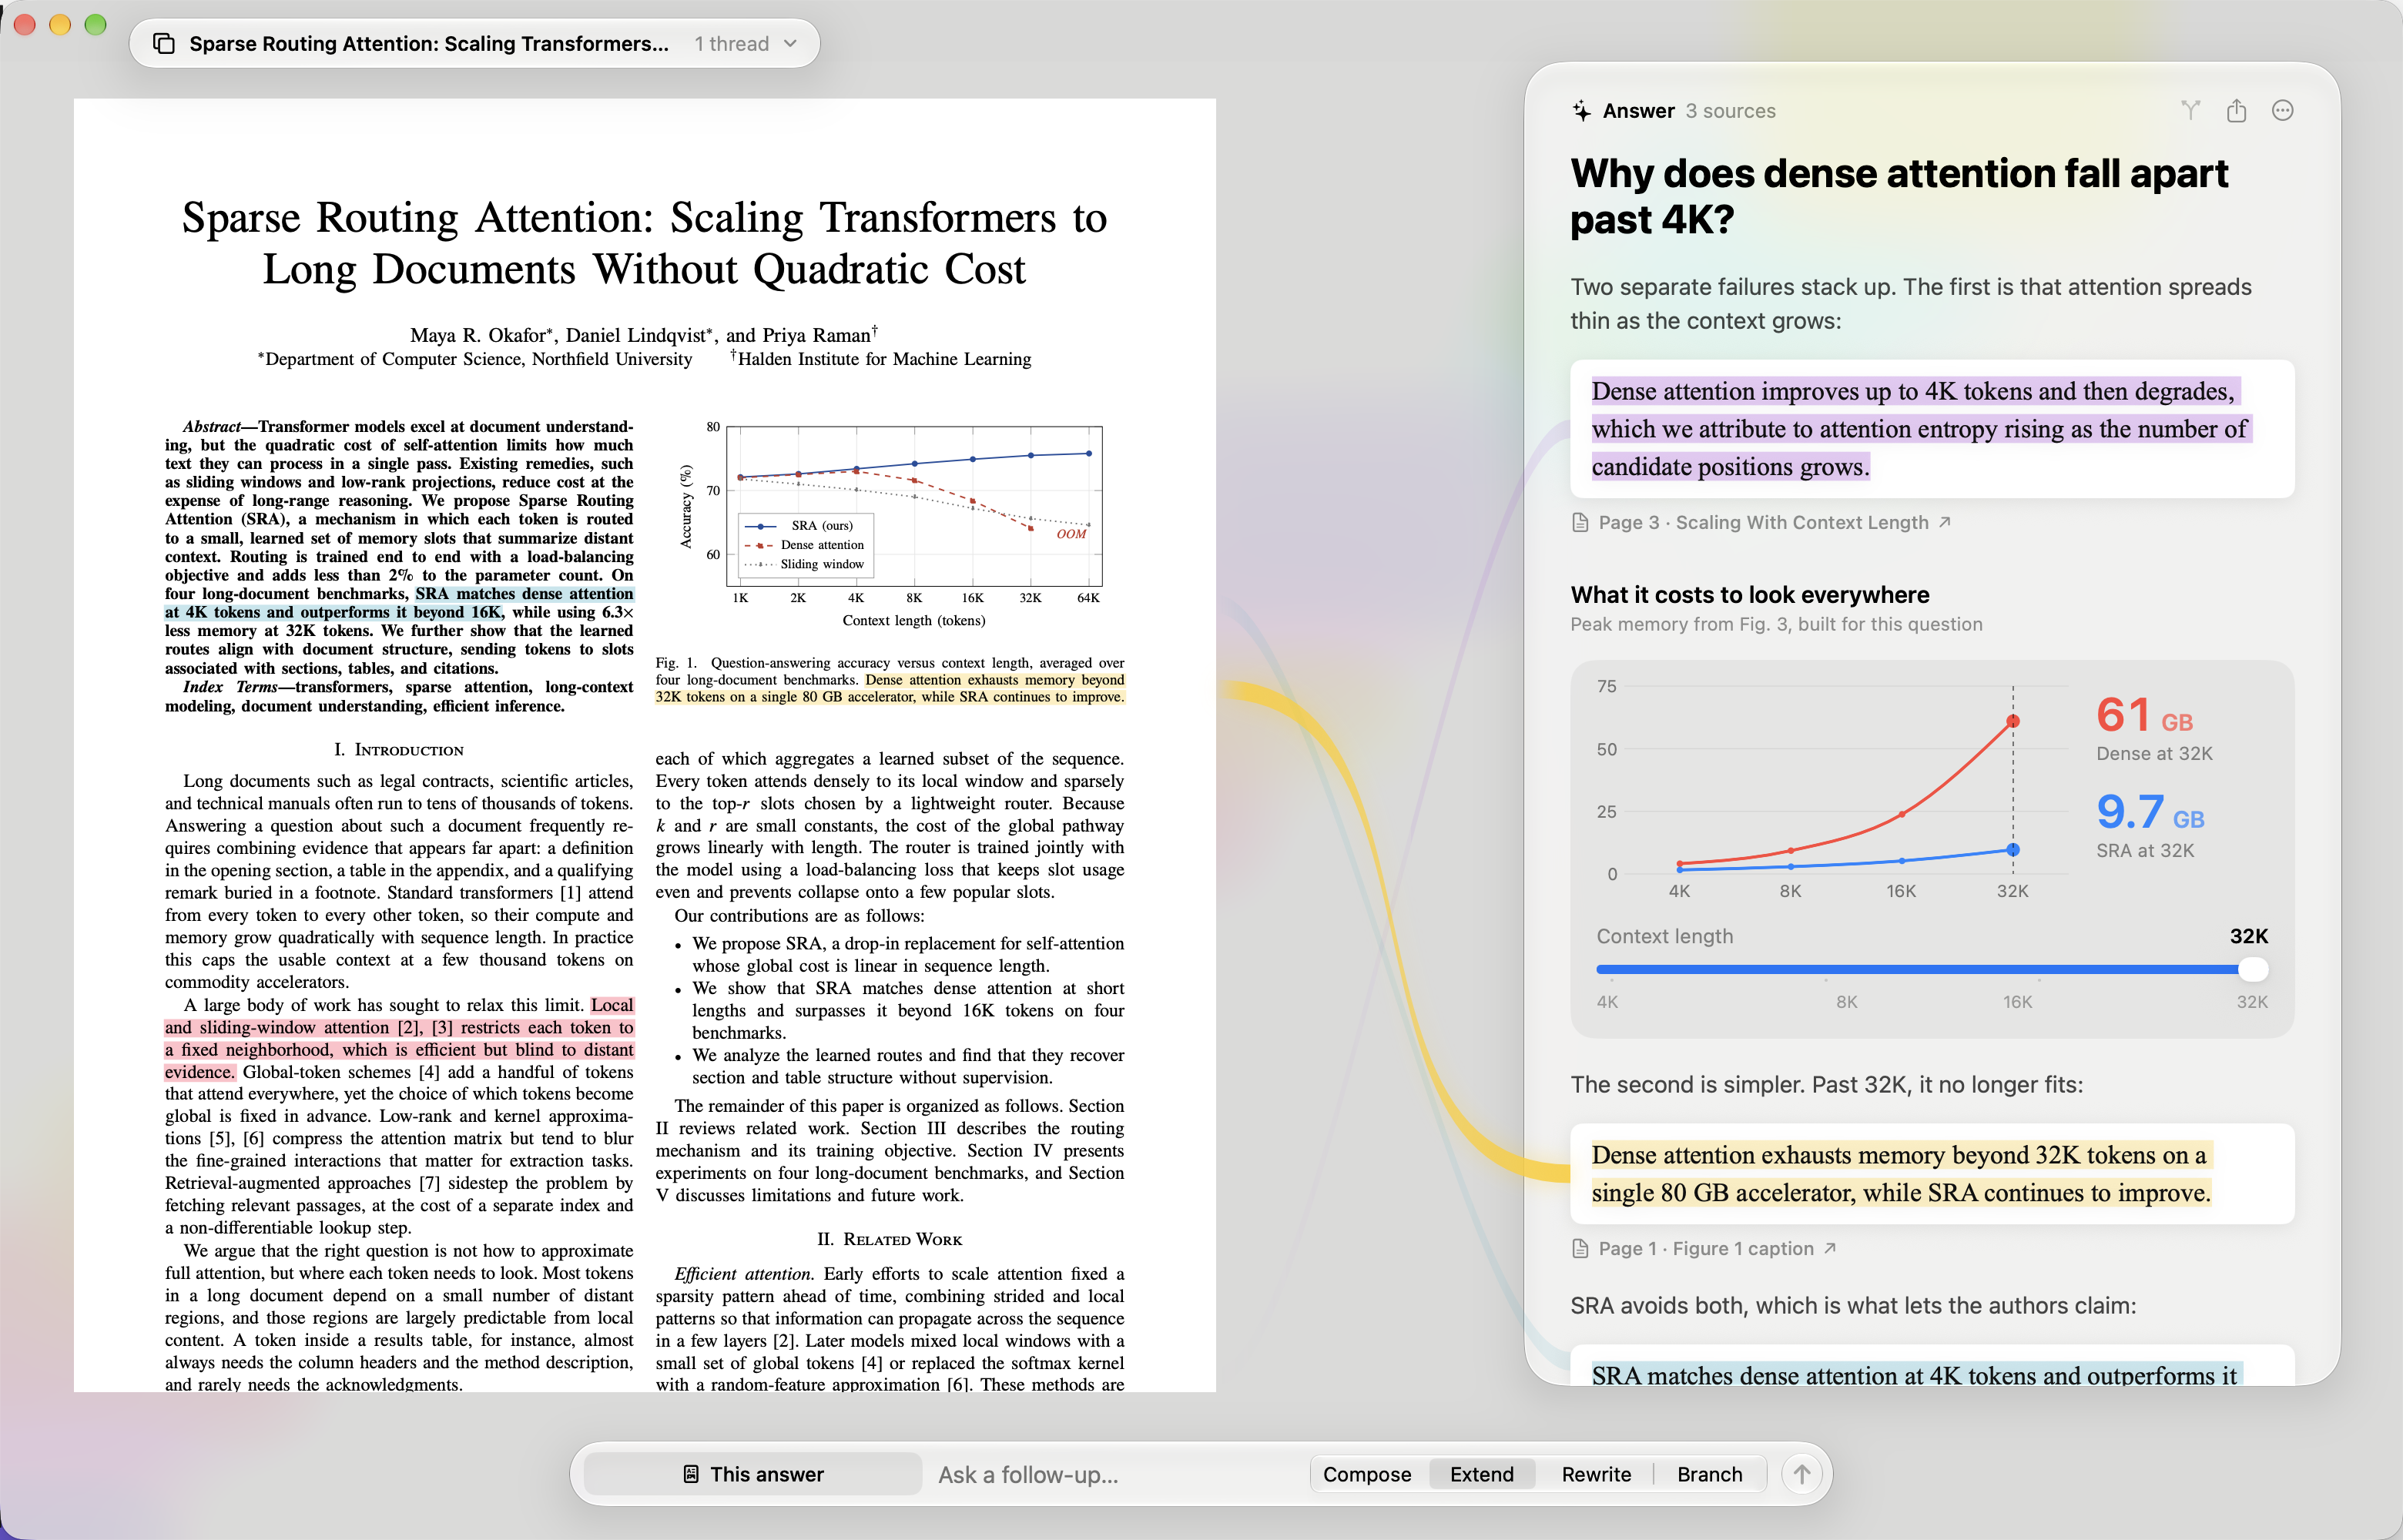 Sparse Routing Attention: Scaling Transformers... 1 thread
Sparse Routing Attention: Scaling Transformers to
Long Documents Without Quadratic Cost
Maya R. Okafor*, Daniel Lindqvist*, and Priya Raman†
*Department of Computer Science, Northfield University †Halden Institute for Machine Learning
Abstract—Transformer models excel at document understand-
ing, but the quadratic cost of self-attention limits how much
text they can process in a single pass. Existing remedies, such
as sliding windows and low-rank projections, reduce cost at the
expense of long-range reasoning. We propose Sparse Routing
Attention (SRA), a mechanism in which each token is routed
to a small, learned set of memory slots that summarize distant
context. Routing is trained end to end with a load-balancing
objective and adds less than 2% to the parameter count. On
four long-document benchmarks, SRA matches dense attention
at 4K tokens and outperforms it beyond 16K, while using 6.3×
less memory at 32K tokens. We further show that the learned
routes align with document structure, sending tokens to slots
associated with sections, tables, and citations.
Index Terms—transformers, sparse attention, long-context
modeling, document understanding, efficient inference.
I. Introduction
Long documents such as legal contracts, scientific articles,
and technical manuals often run to tens of thousands of tokens.
Answering a question about such a document frequently re-
quires combining evidence that appears far apart: a definition
in the opening section, a table in the appendix, and a qualifying
remark buried in a footnote. Standard transformers [1] attend
from every token to every other token, so their compute and
memory grow quadratically with sequence length. In practice
this caps the usable context at a few thousand tokens on
commodity accelerators.
A large body of work has sought to relax this limit. Local
and sliding-window attention [2], [3] restricts each token to
a fixed neighborhood, which is efficient but blind to distant
evidence. Global-token schemes [4] add a handful of tokens
that attend everywhere, yet the choice of which tokens become
global is fixed in advance. Low-rank and kernel approxima-
tions [5], [6] compress the attention matrix but tend to blur
the fine-grained interactions that matter for extraction tasks.
Retrieval-augmented approaches [7] sidestep the problem by
fetching relevant passages, at the cost of a separate index and
a non-differentiable lookup step.
We argue that the right question is not how to approximate
full attention, but where each token needs to look. Most tokens
in a long document depend on a small number of distant
regions, and those regions are largely predictable from local
content. A token inside a results table, for instance, almost
always needs the column headers and the method description,
and rarely needs the acknowledgments.
80
70
60
Accuracy (%)
SRA (ours)
Dense attention
Sliding window
OOM
1K 2K 4K 8K 16K 32K 64K
Context length (tokens)
Fig. 1. Question-answering accuracy versus context length, averaged over
four long-document benchmarks. Dense attention exhausts memory beyond
32K tokens on a single 80 GB accelerator, while SRA continues to improve.
each of which aggregates a learned subset of the sequence.
Every token attends densely to its local window and sparsely
to the top-r slots chosen by a lightweight router. Because
k and r are small constants, the cost of the global pathway
grows linearly with length. The router is trained jointly with
the model using a load-balancing loss that keeps slot usage
even and prevents collapse onto a few popular slots.
Our contributions are as follows:
• We propose SRA, a drop-in replacement for self-attention
whose global cost is linear in sequence length.
• We show that SRA matches dense attention at short
lengths and surpasses it beyond 16K tokens on four
benchmarks.
• We analyze the learned routes and find that they recover
section and table structure without supervision.
The remainder of this paper is organized as follows. Section
II reviews related work. Section III describes the routing
mechanism and its training objective. Section IV presents
experiments on four long-document benchmarks, and Section
V discusses limitations and future work.
II. Related Work
Efficient attention. Early efforts to scale attention fixed a
sparsity pattern ahead of time, combining strided and local
patterns so that information can propagate across the sequence
in a few layers [2]. Later models mixed local windows with a
small set of global tokens [4] or replaced the softmax kernel
with a random-feature approximation [6]. These methods are
Answer 3 sources
Why does dense attention fall apart
past 4K?
Two separate failures stack up. The first is that attention spreads
thin as the context grows:
Dense attention improves up to 4K tokens and then degrades,
which we attribute to attention entropy rising as the number of
candidate positions grows.
Page 3 · Scaling With Context Length ↗
What it costs to look everywhere
Peak memory from Fig. 3, built for this question
75
50
25
0
4K 8K 16K 32K
61 GB
Dense at 32K
9.7 GB
SRA at 32K
Context length 32K
4K 8K 16K 32K
The second is simpler. Past 32K, it no longer fits:
Dense attention exhausts memory beyond 32K tokens on a
single 80 GB accelerator, while SRA continues to improve.
Page 1 · Figure 1 caption ↗
SRA avoids both, which is what lets the authors claim:
SRA matches dense attention at 4K tokens and outperforms it
This answer Ask a follow-up... Compose Extend Rewrite Branch